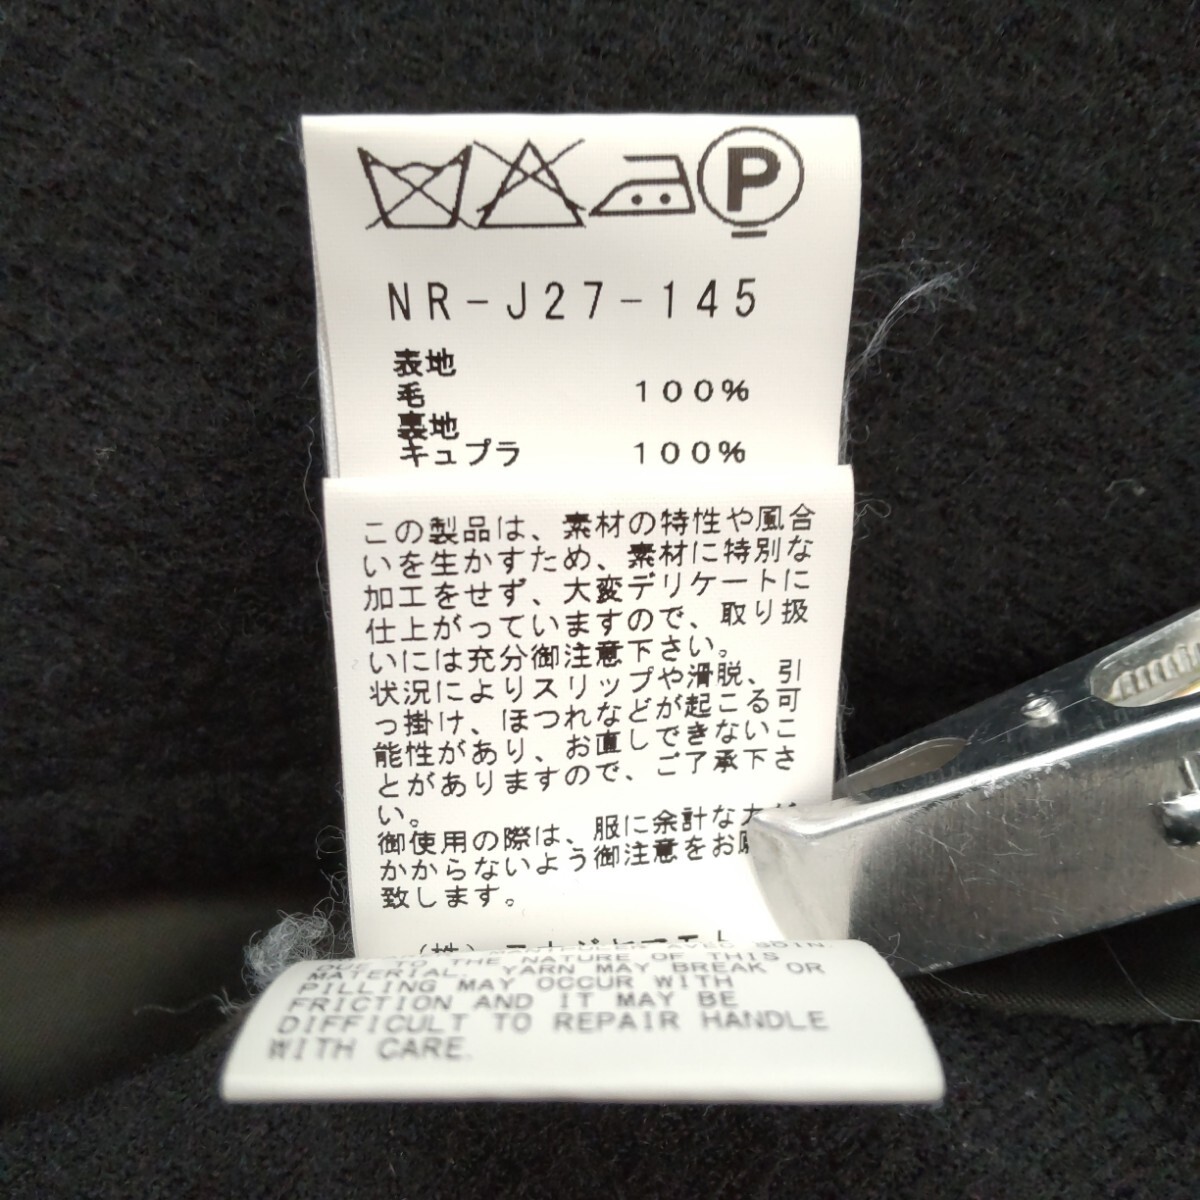 P
NR-J27-145
表地
毛 100%
裏地
キュプラ 100%
この製品は、素材の特性や風合
いを生かすため、素材に特別な
加工をせず、大変デリケートに
仕上がっていますので、取り扱
いには充分御注意下さい。
状況によりスリップや滑脱、引
っ掛け、ほつれなどが起こる可
能性があり、お直しできないこ
とがありますので、ご了承下さ
い。
御使用の際は、服に余計な力が
かからないよう御注意をお願
致します。
(株)
DUE TO THE NATURE OF THIS
MATERIAL. YARN MAY BREAK OR
PILLING MAY OCCUR WITH
FRICTION AND IT MAY BE
DIFFICULT TO REPAIR HANDLE
WITH CARE.